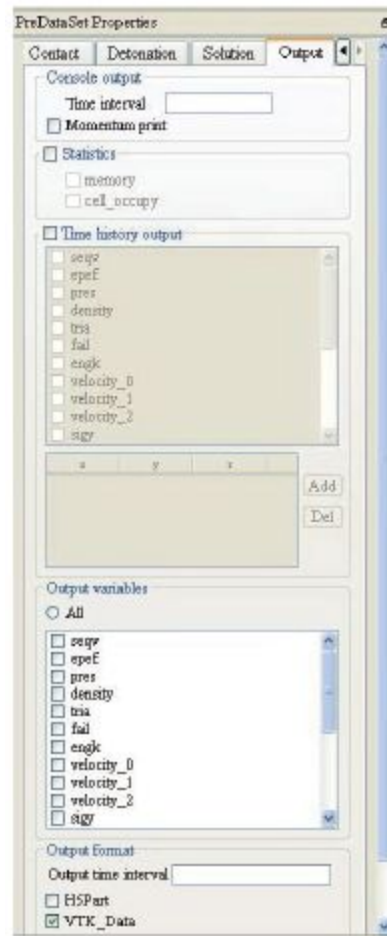 PreDataSet Properties
Contact Detonation Solution Output
Console output
Time interval
Momentum print
Statistics
memory
cell_occupy
Time history output
seqv
epef
pres
density
tria
fail
engk
velocity_0
velocity_1
velocity_2
sigy
x y z
Add
Del
Output variables
All
seqv
epef
pres
density
tria
fail
engk
velocity_0
velocity_1
velocity_2
sigy
Output Format
Output time interval
H5Part
VTK_Data